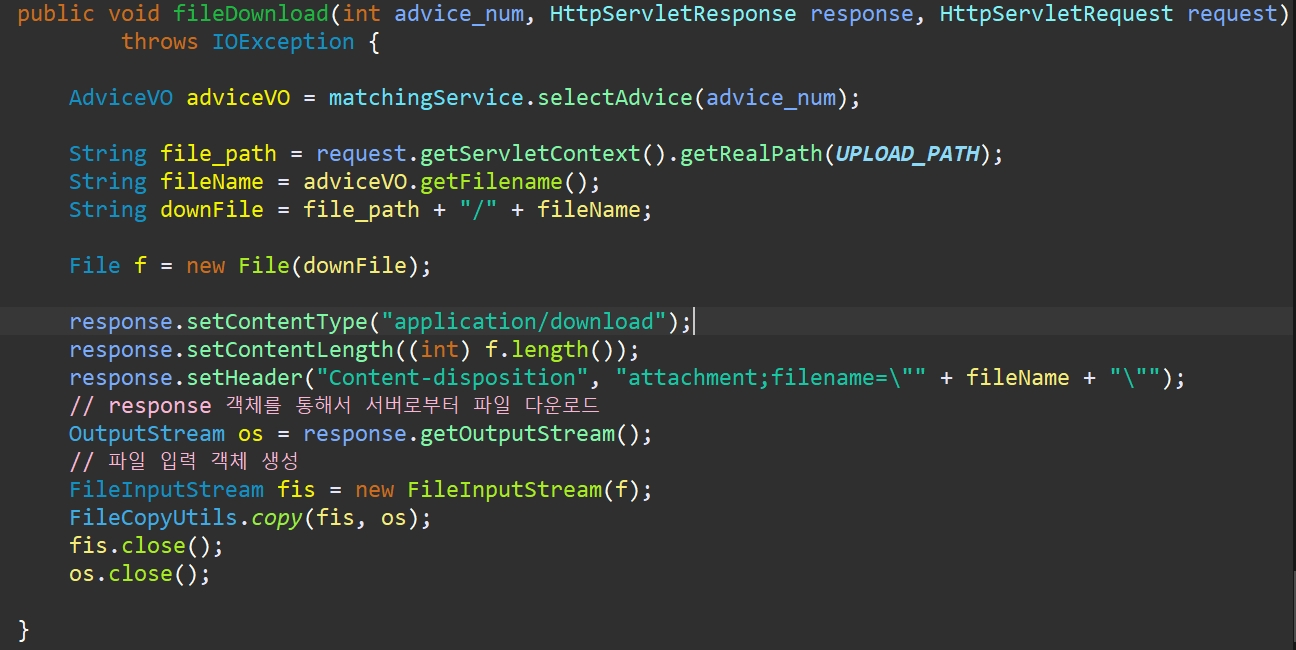 public void fileDownload(int advice_num, HttpServletResponse response, HttpServletRequest request)
        throws IOException {

    AdviceVO adviceVO = matchingService.selectAdvice(advice_num);

    String file_path = request.getServletContext().getRealPath(UPLOAD_PATH);
    String fileName = adviceVO.getFilename();
    String downFile = file_path + "/" + fileName;

    File f = new File(downFile);

    response.setContentType("application/download");
    response.setContentLength((int) f.length());
    response.setHeader("Content-disposition", "attachment;filename=\"" + fileName + "\"");
    // response 객체를 통해서 서버로부터 파일 다운로드
    OutputStream os = response.getOutputStream();
    // 파일 입력 객체 생성
    FileInputStream fis = new FileInputStream(f);
    FileCopyUtils.copy(fis, os);
    fis.close();
    os.close();

}